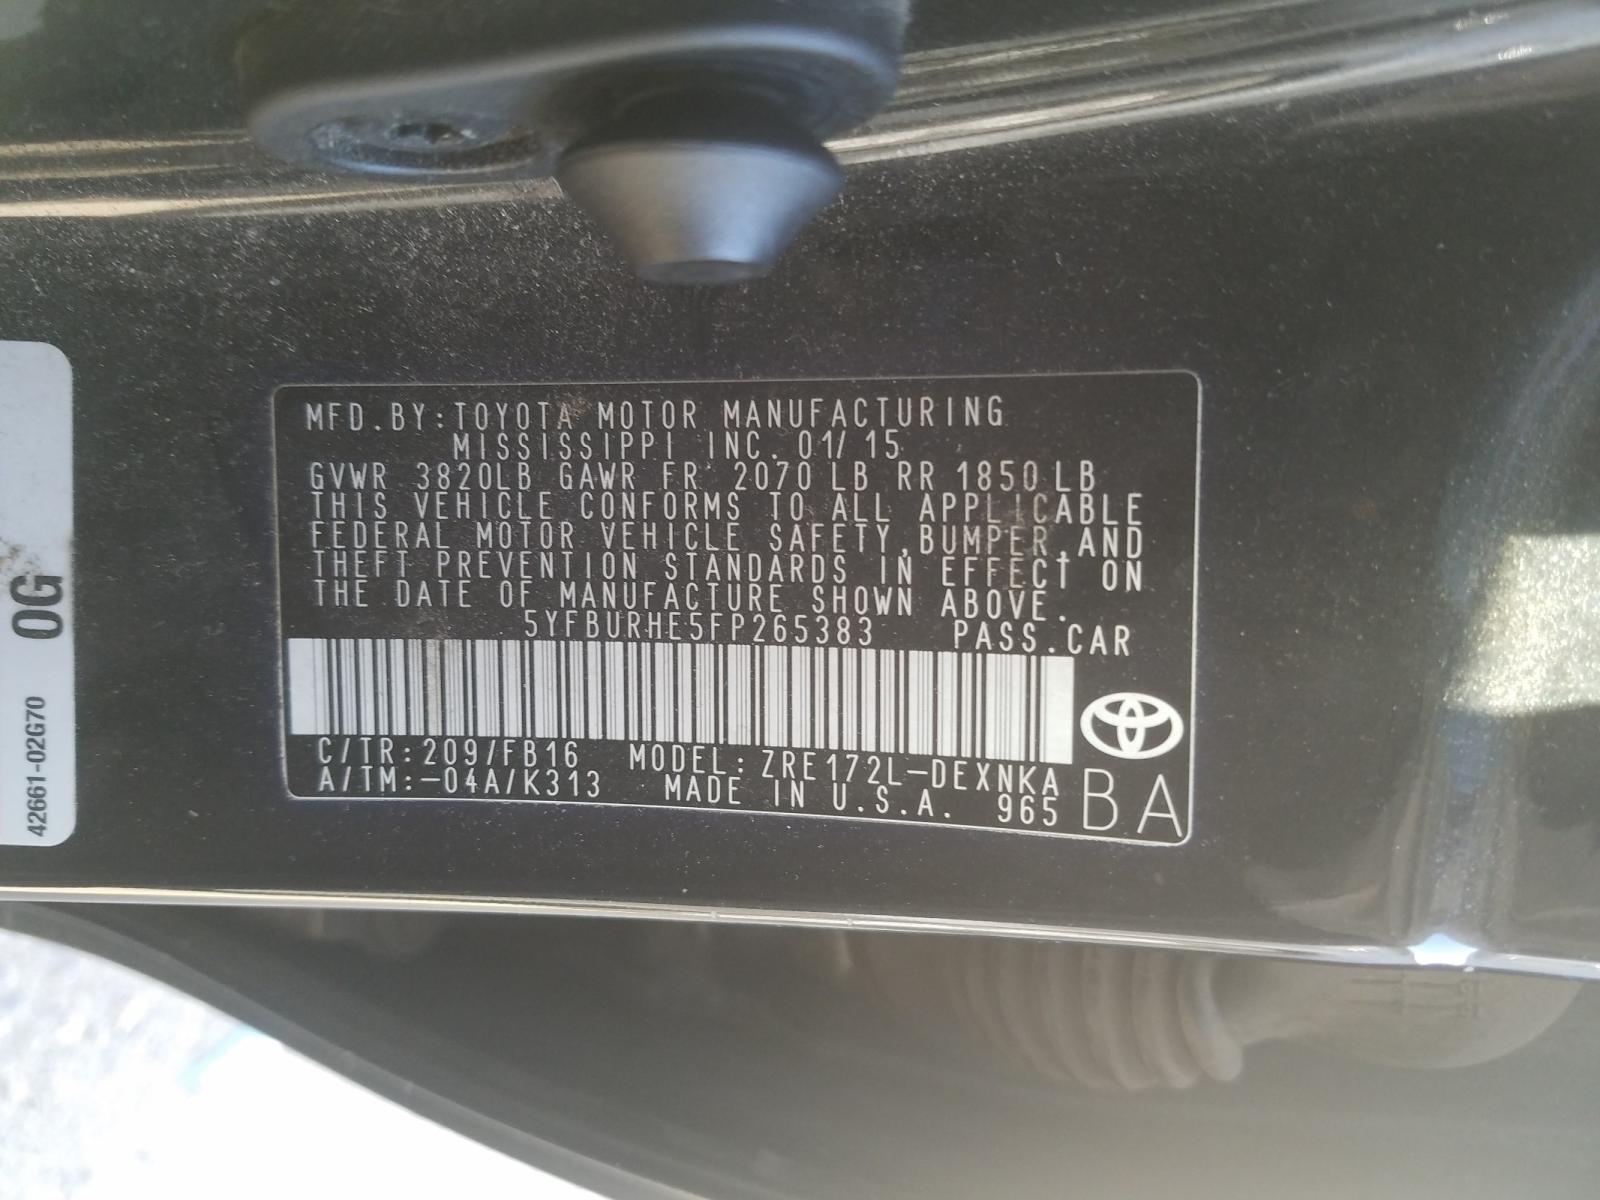 MFD.BY:TOYOTA MOTOR MANUFACTURING
MISSISSIPPI INC. 01/15
GVWR 3820LB GAWR FR 2070 LB RR 1850 LB
THIS VEHICLE CONFORMS TO ALL APPLICABLE
FEDERAL MOTOR VEHICLE SAFETY,BUMPER,AND
THEFT PREVENTION STANDARDS IN EFFECT ON
THE DATE OF MANUFACTURE SHOWN ABOVE.
5YFBURHE5FP265383 PASS.CAR
C/TR:209/FB16 MODEL:ZRE172L-DEXNKA
A/TM:-04A/K313 MADE IN U.S.A. 965 BA
0G
42661-02G70